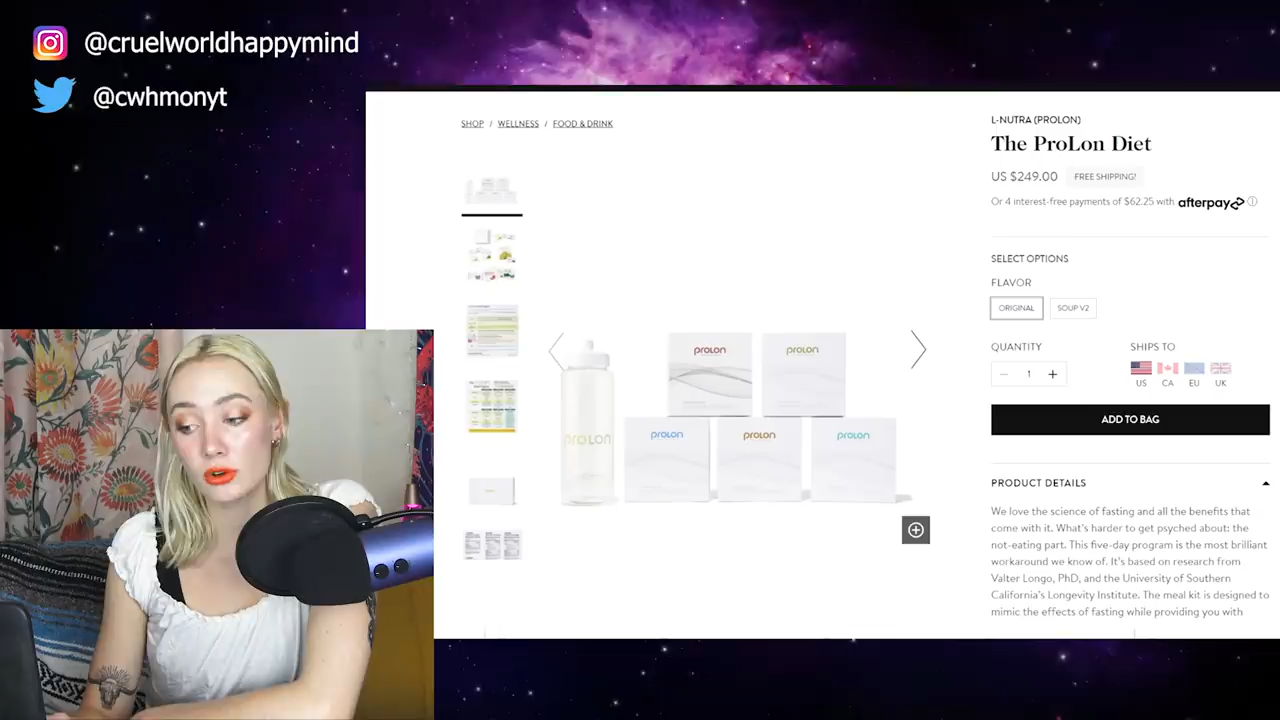 @cruelworldhappymind
@cwhmonyt
SHOP / WELLNESS / FOOD & DRINK
L-NUTRA (PROLON)
The ProLon Diet
US $249.00 FREE SHIPPING!
Or 4 interest-free payments of $62.25 with afterpay
SELECT OPTIONS
FLAVOR
ORIGINAL SOUP V2
QUANTITY SHIPS TO
− 1 +
US CA EU UK
ADD TO BAG
PRODUCT DETAILS
We love the science of fasting and all the benefits that
come with it. What's harder to get psyched about: the
not-eating part. This five-day program is the most brilliant
workaround we know of. It's based on research from
Valter Longo, PhD, and the University of Southern
California's Longevity Institute. The meal kit is designed to
mimic the effects of fasting while providing you with
PROLON PROLON
PROLON PROLON PROLON PROLON